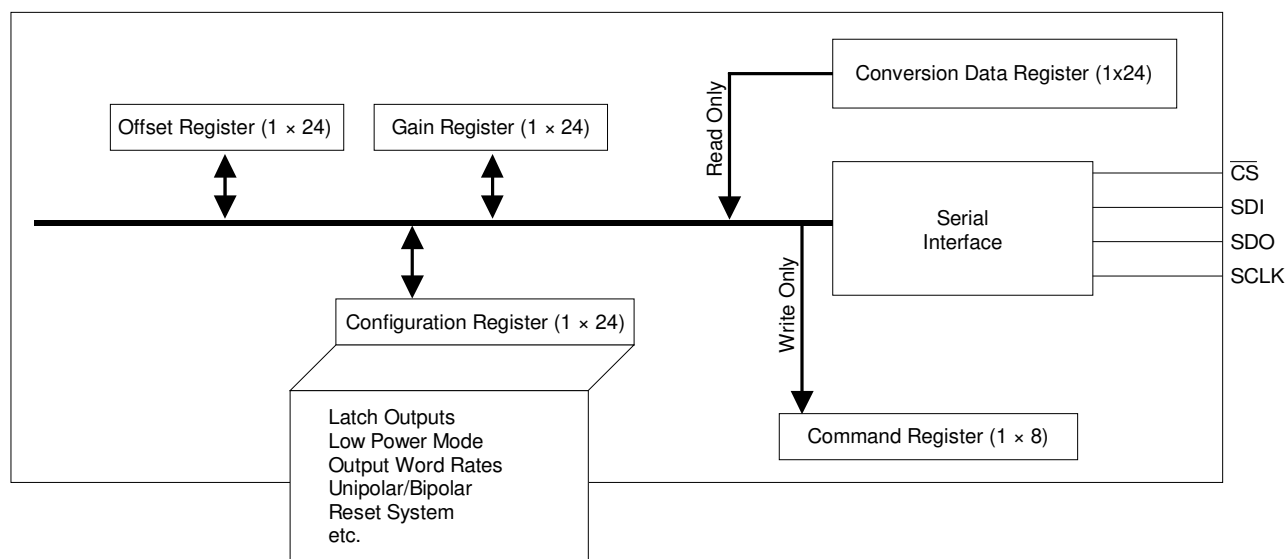 Conversion Data Register (1x24)
Offset Register (1 × 24)
Gain Register (1 × 24)
Read Only
Serial
Interface
CS
SDI
SDO
SCLK
Configuration Register (1 × 24)
Write Only
Latch Outputs
Low Power Mode
Output Word Rates
Unipolar/Bipolar
Reset System
etc.
Command Register (1 × 8)